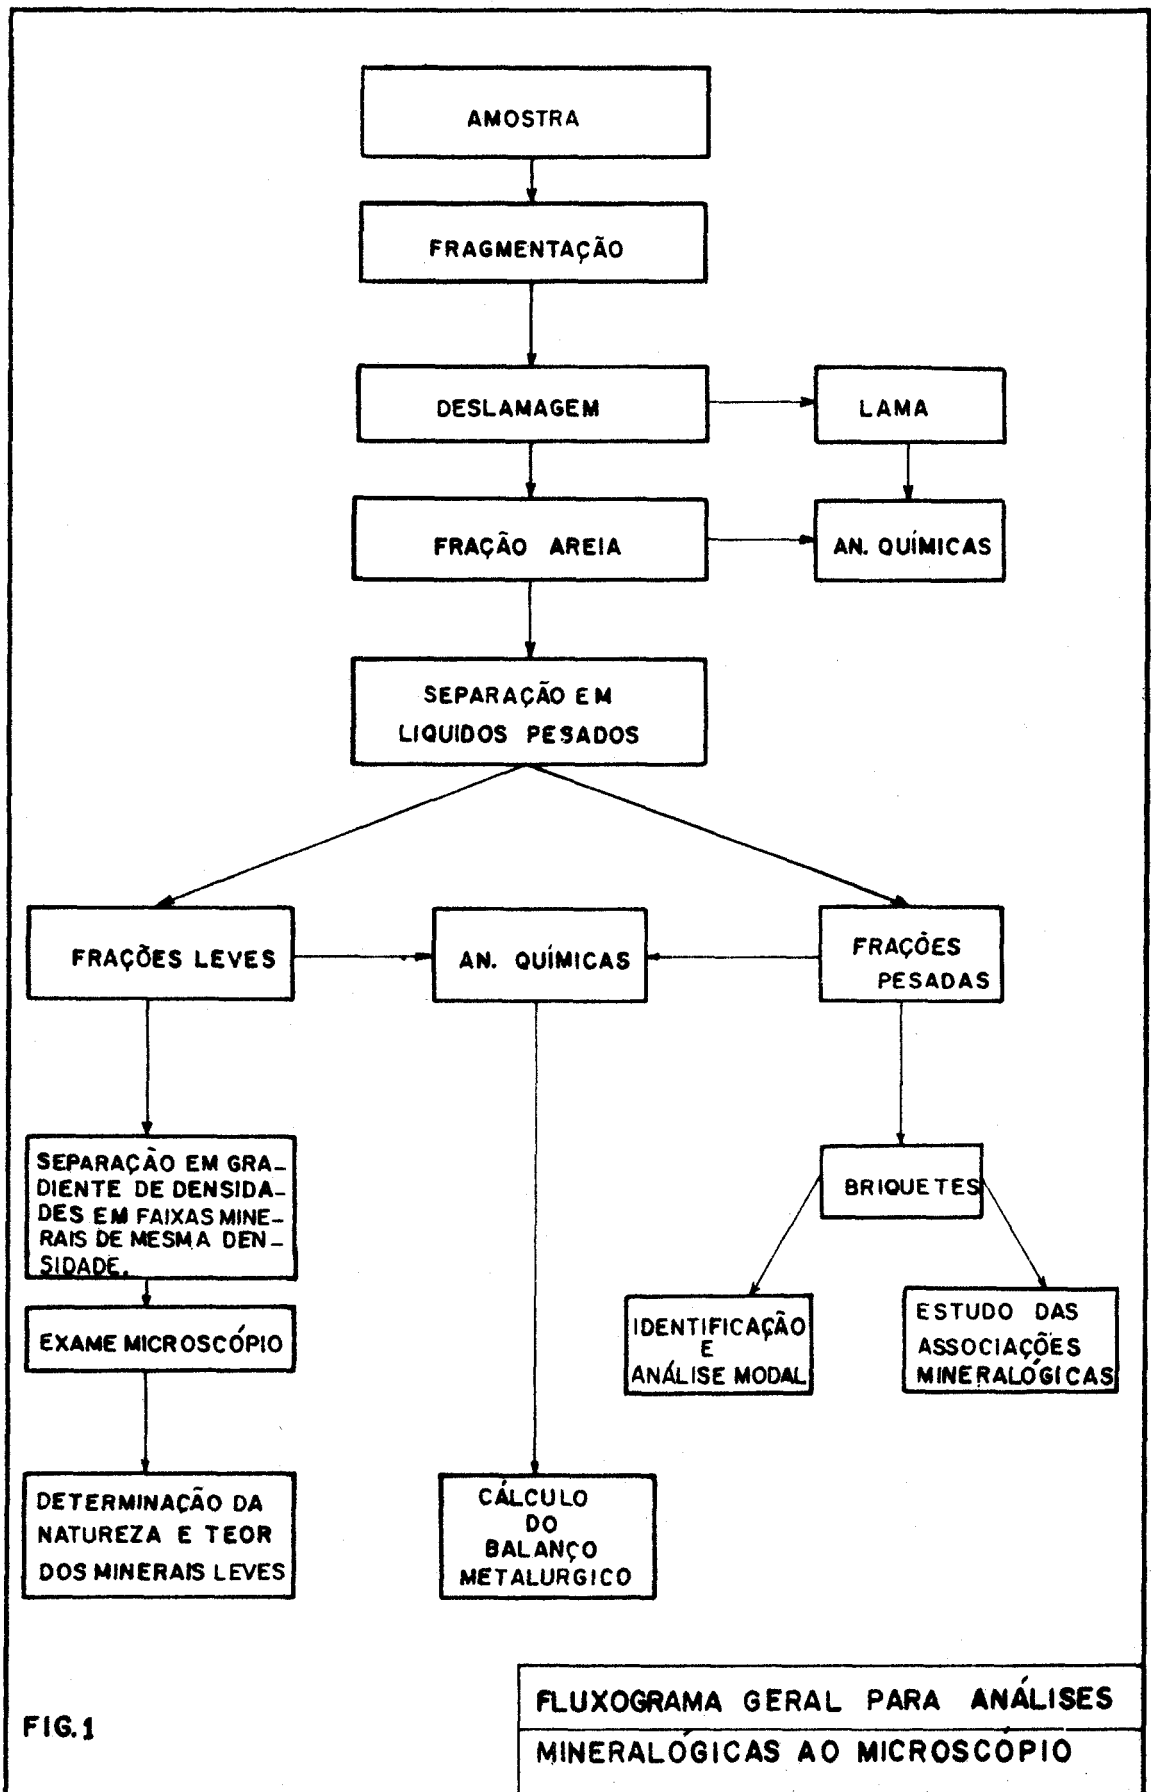 AMOSTRA
FRAGMENTAÇÃO
DESLAMAGEM
LAMA
FRAÇÃO AREIA
AN. QUÍMICAS
SEPARAÇÃO EM
LIQUIDOS PESADOS
FRAÇÕES LEVES
AN. QUÍMICAS
FRAÇÕES
PESADAS
SEPARAÇÃO EM GRA-
DIENTE DE DENSIDA-
DES EM FAIXAS MINE-
RAIS DE MESMA DEN-
SIDADE.
BRIQUETES
EXAME MICROSCÓPIO
IDENTIFICAÇÃO
E
ANÁLISE MODAL
ESTUDO DAS
ASSOCIAÇÕES
MINERALÓGICAS
DETERMINAÇÃO DA
NATUREZA E TEOR
DOS MINERAIS LEVES
CÁLCULO
DO
BALANÇO
METALURGICO
FIG.1
FLUXOGRAMA GERAL PARA ANÁLISES
MINERALÓGICAS AO MICROSCÓPIO